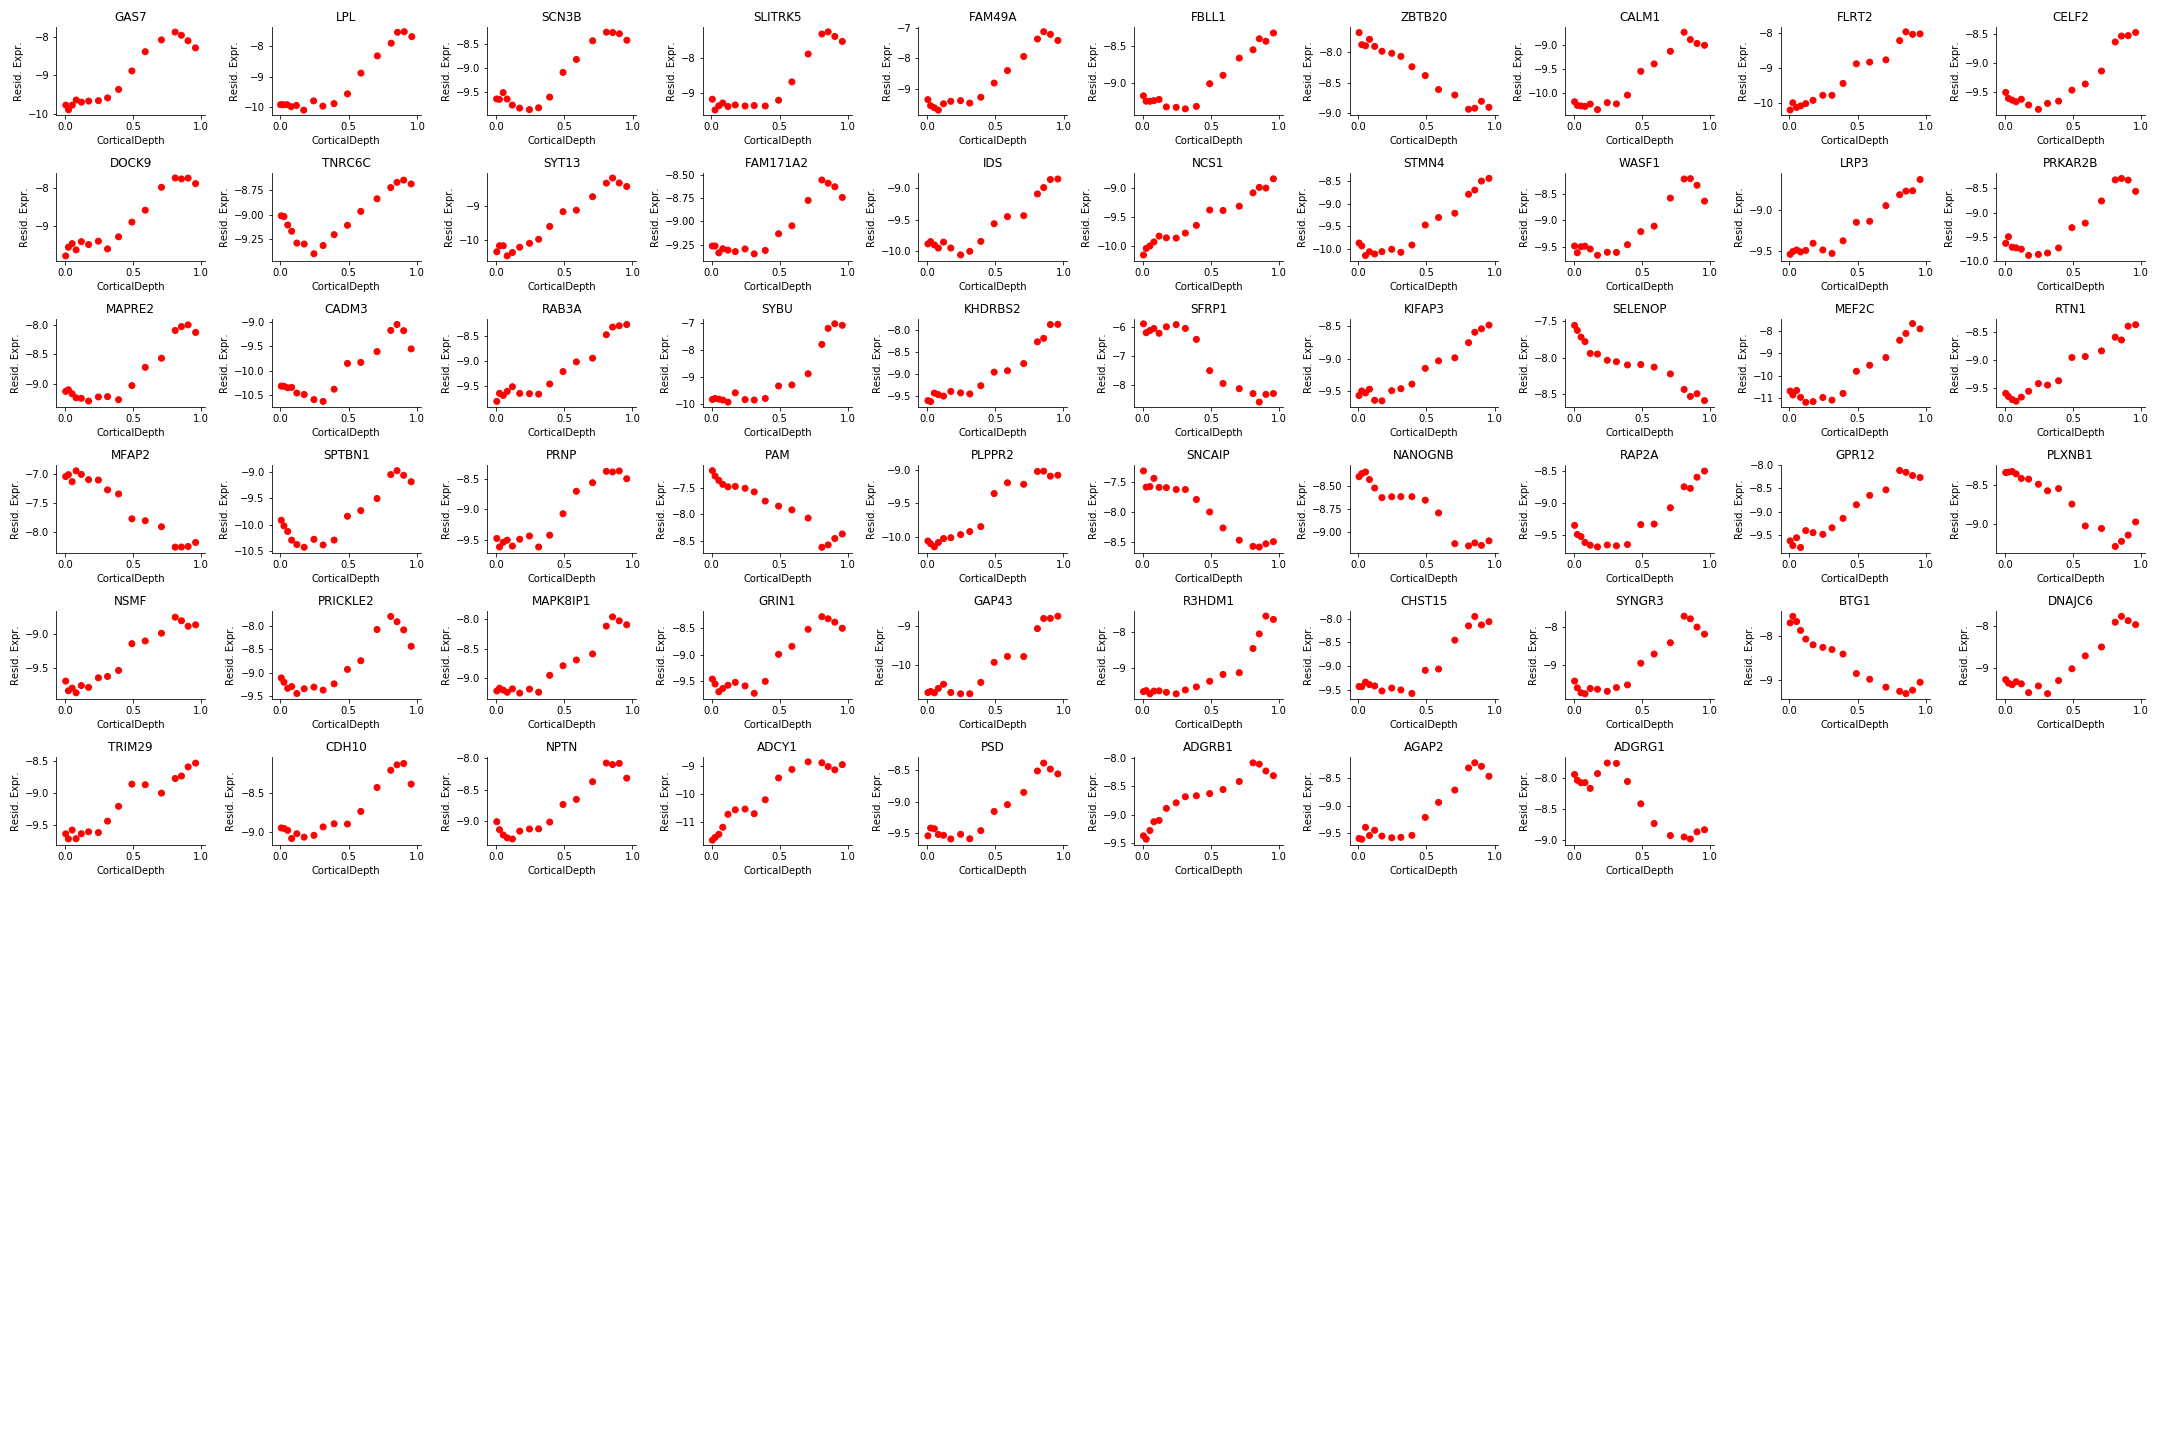 GAS7 LPL SCN3B SLITRK5 FAM49A FBLL1 ZBTB20 CALM1 FLRT2 CELF2
Resid. Expr. Resid. Expr. Resid. Expr. Resid. Expr. Resid. Expr. Resid. Expr. Resid. Expr. Resid. Expr. Resid. Expr. Resid. Expr.
−8 −9 −10
−8 −9 −10
−8.5 −9.0 −9.5
−8 −9
−7 −8 −9
−8.5 −9.0
−8.0 −8.5 −9.0
−9.0 −9.5 −10.0
−8 −9 −10
−8.5 −9.0 −9.5
0.0 0.5 1.0 0.0 0.5 1.0 0.0 0.5 1.0 0.0 0.5 1.0 0.0 0.5 1.0 0.0 0.5 1.0 0.0 0.5 1.0 0.0 0.5 1.0 0.0 0.5 1.0 0.0 0.5 1.0
CorticalDepth CorticalDepth CorticalDepth CorticalDepth CorticalDepth CorticalDepth CorticalDepth CorticalDepth CorticalDepth CorticalDepth
DOCK9 TNRC6C SYT13 FAM171A2 IDS NCS1 STMN4 WASF1 LRP3 PRKAR2B
Resid. Expr. Resid. Expr. Resid. Expr. Resid. Expr. Resid. Expr. Resid. Expr. Resid. Expr. Resid. Expr. Resid. Expr. Resid. Expr.
−8 −9
−8.75 −9.00 −9.25
−9 −10
−8.50 −8.75 −9.00 −9.25
−9.0 −9.5 −10.0
−9.0 −9.5 −10.0
−8.5 −9.0 −9.5 −10.0
−8.5 −9.0 −9.5
−9.0 −9.5
−8.5 −9.0 −9.5 −10.0
0.0 0.5 1.0 0.0 0.5 1.0 0.0 0.5 1.0 0.0 0.5 1.0 0.0 0.5 1.0 0.0 0.5 1.0 0.0 0.5 1.0 0.0 0.5 1.0 0.0 0.5 1.0 0.0 0.5 1.0
CorticalDepth CorticalDepth CorticalDepth CorticalDepth CorticalDepth CorticalDepth CorticalDepth CorticalDepth CorticalDepth CorticalDepth
MAPRE2 CADM3 RAB3A SYBU KHDRBS2 SFRP1 KIFAP3 SELENOP MEF2C RTN1
Resid. Expr. Resid. Expr. Resid. Expr. Resid. Expr. Resid. Expr. Resid. Expr. Resid. Expr. Resid. Expr. Resid. Expr. Resid. Expr.
−8.0 −8.5 −9.0
−9.0 −9.5 −10.0 −10.5
−8.5 −9.0 −9.5
−7 −8 −9 −10
−8.0 −8.5 −9.0 −9.5
−6 −7 −8
−8.5 −9.0 −9.5
−7.5 −8.0 −8.5
−8 −9 −10 −11
−8.5 −9.0 −9.5
0.0 0.5 1.0 0.0 0.5 1.0 0.0 0.5 1.0 0.0 0.5 1.0 0.0 0.5 1.0 0.0 0.5 1.0 0.0 0.5 1.0 0.0 0.5 1.0 0.0 0.5 1.0 0.0 0.5 1.0
CorticalDepth CorticalDepth CorticalDepth CorticalDepth CorticalDepth CorticalDepth CorticalDepth CorticalDepth CorticalDepth CorticalDepth
MFAP2 SPTBN1 PRNP PAM PLPPR2 SNCAIP NANOGNB RAP2A GPR12 PLXNB1
Resid. Expr. Resid. Expr. Resid. Expr. Resid. Expr. Resid. Expr. Resid. Expr. Resid. Expr. Resid. Expr. Resid. Expr. Resid. Expr.
−7.0 −7.5 −8.0
−9.0 −9.5 −10.0 −10.5
−8.5 −9.0 −9.5
−7.5 −8.0 −8.5
−9.0 −9.5 −10.0
−7.5 −8.0 −8.5
−8.50 −8.75 −9.00
−8.5 −9.0 −9.5
−8.0 −8.5 −9.0 −9.5
−8.5 −9.0
0.0 0.5 1.0 0.0 0.5 1.0 0.0 0.5 1.0 0.0 0.5 1.0 0.0 0.5 1.0 0.0 0.5 1.0 0.0 0.5 1.0 0.0 0.5 1.0 0.0 0.5 1.0 0.0 0.5 1.0
CorticalDepth CorticalDepth CorticalDepth CorticalDepth CorticalDepth CorticalDepth CorticalDepth CorticalDepth CorticalDepth CorticalDepth
NSMF PRICKLE2 MAPK8IP1 GRIN1 GAP43 R3HDM1 CHST15 SYNGR3 BTG1 DNAJC6
Resid. Expr. Resid. Expr. Resid. Expr. Resid. Expr. Resid. Expr. Resid. Expr. Resid. Expr. Resid. Expr. Resid. Expr. Resid. Expr.
−9.0 −9.5
−8.0 −8.5 −9.0 −9.5
−8.0 −8.5 −9.0
−8.5 −9.0 −9.5
−9 −10
−8 −9
−8.0 −8.5 −9.0 −9.5
−8 −9
−8 −9
−8 −9
0.0 0.5 1.0 0.0 0.5 1.0 0.0 0.5 1.0 0.0 0.5 1.0 0.0 0.5 1.0 0.0 0.5 1.0 0.0 0.5 1.0 0.0 0.5 1.0 0.0 0.5 1.0 0.0 0.5 1.0
CorticalDepth CorticalDepth CorticalDepth CorticalDepth CorticalDepth CorticalDepth CorticalDepth CorticalDepth CorticalDepth CorticalDepth
TRIM29 CDH10 NPTN ADCY1 PSD ADGRB1 AGAP2 ADGRG1
Resid. Expr. Resid. Expr. Resid. Expr. Resid. Expr. Resid. Expr. Resid. Expr. Resid. Expr. Resid. Expr.
−8.5 −9.0 −9.5
−8.5 −9.0
−8.0 −8.5 −9.0
−9 −10 −11
−8.5 −9.0 −9.5
−8.0 −8.5 −9.0 −9.5
−8.5 −9.0 −9.5
−8.0 −8.5 −9.0
0.0 0.5 1.0 0.0 0.5 1.0 0.0 0.5 1.0 0.0 0.5 1.0 0.0 0.5 1.0 0.0 0.5 1.0 0.0 0.5 1.0 0.0 0.5 1.0
CorticalDepth CorticalDepth CorticalDepth CorticalDepth CorticalDepth CorticalDepth CorticalDepth CorticalDepth